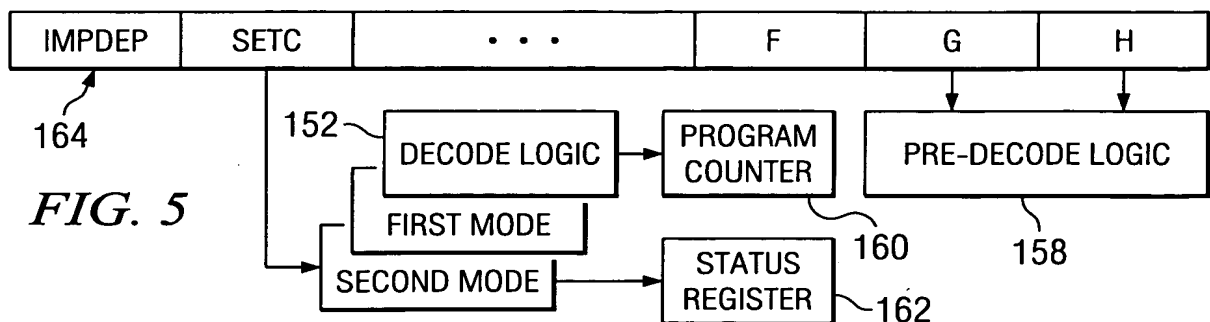 IMPDEP SETC ... F G H
164
152
DECODE LOGIC
PROGRAM
COUNTER
PRE-DECODE LOGIC
FIG. 5
FIRST MODE
160
158
SECOND MODE
STATUS
REGISTER
162